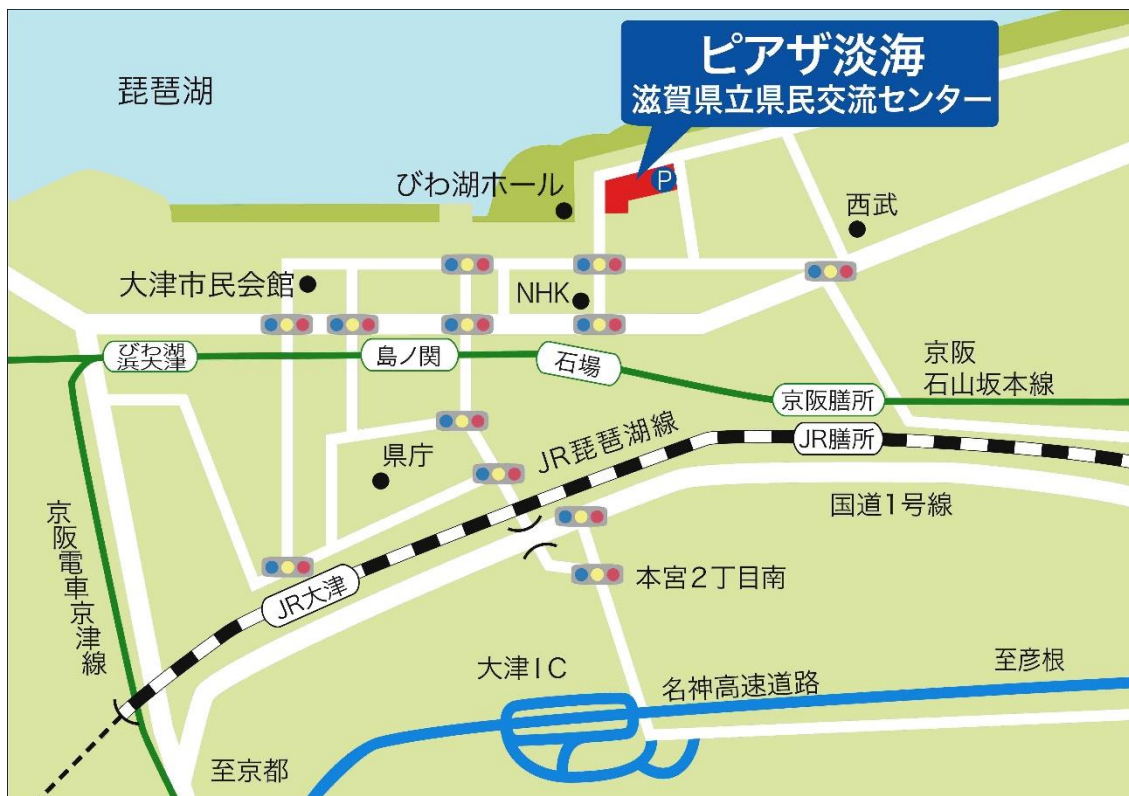 ピアザ淡海
滋賀県立県民交流センター
琵琶湖
P
びわ湖ホール
西武
大津市民会館
NHK
びわ湖
浜大津
島ノ関
石場
京阪
石山坂本線
京阪膳所
JR膳所
JR琵琶湖線
県庁
国道1号線
京阪電車京津線
JR大津
本宮2丁目南
大津IC
名神高速道路
至彦根
至京都